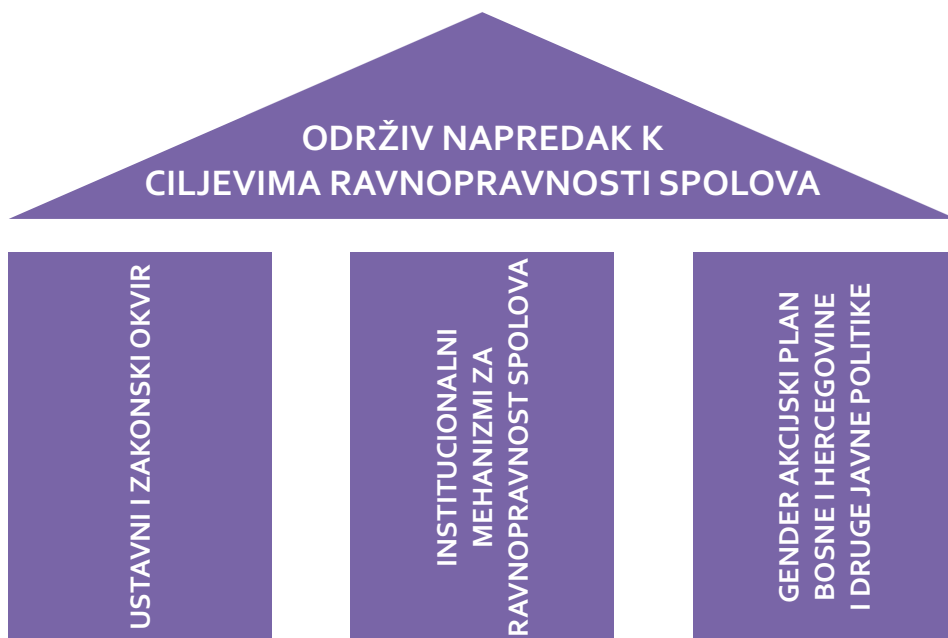 ODRŽIV NAPREDAK K
CILJEVIMA RAVNOPRAVNOSTI SPOLOVA
USTAVNI I ZAKONSKI OKVIR
INSTITUCIONALNI
MEHANIZMI ZA
RAVNOPRAVNOST SPOLOVA
GENDER AKCIJSKI PLAN
BOSNE I HERCEGOVINE
I DRUGE JAVNE POLITIKE